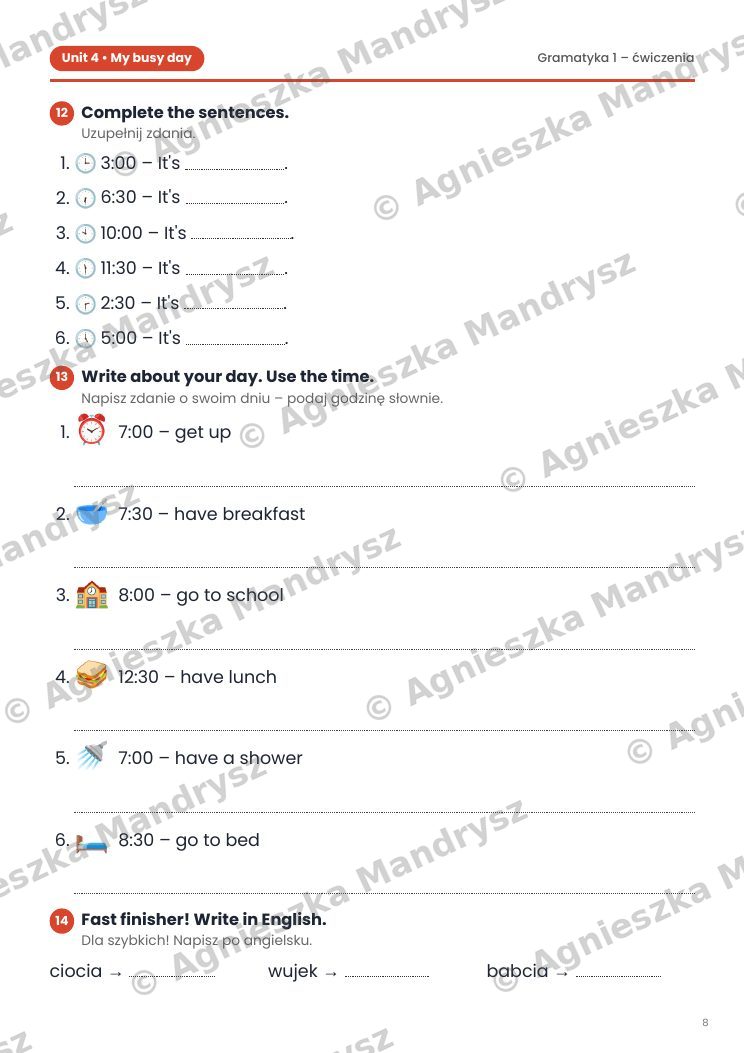 Unit 4 • My busy day
Gramatyka 1 – ćwiczenia
12 Complete the sentences.
Uzupełnij zdania.
1. 3:00 – It's ....................
2. 6:30 – It's ....................
3. 10:00 – It's ....................
4. 11:30 – It's ....................
5. 2:30 – It's ....................
6. 5:00 – It's ....................
13 Write about your day. Use the time.
Napisz zdanie o swoim dniu – podaj godzinę słownie.
1. 7:00 – get up
2. 7:30 – have breakfast
3. 8:00 – go to school
4. 12:30 – have lunch
5. 7:00 – have a shower
6. 8:30 – go to bed
14 Fast finisher! Write in English.
Dla szybkich! Napisz po angielsku.
ciocia → .................... wujek → .................... babcia → ....................
8
© Agnieszka Mandrysz